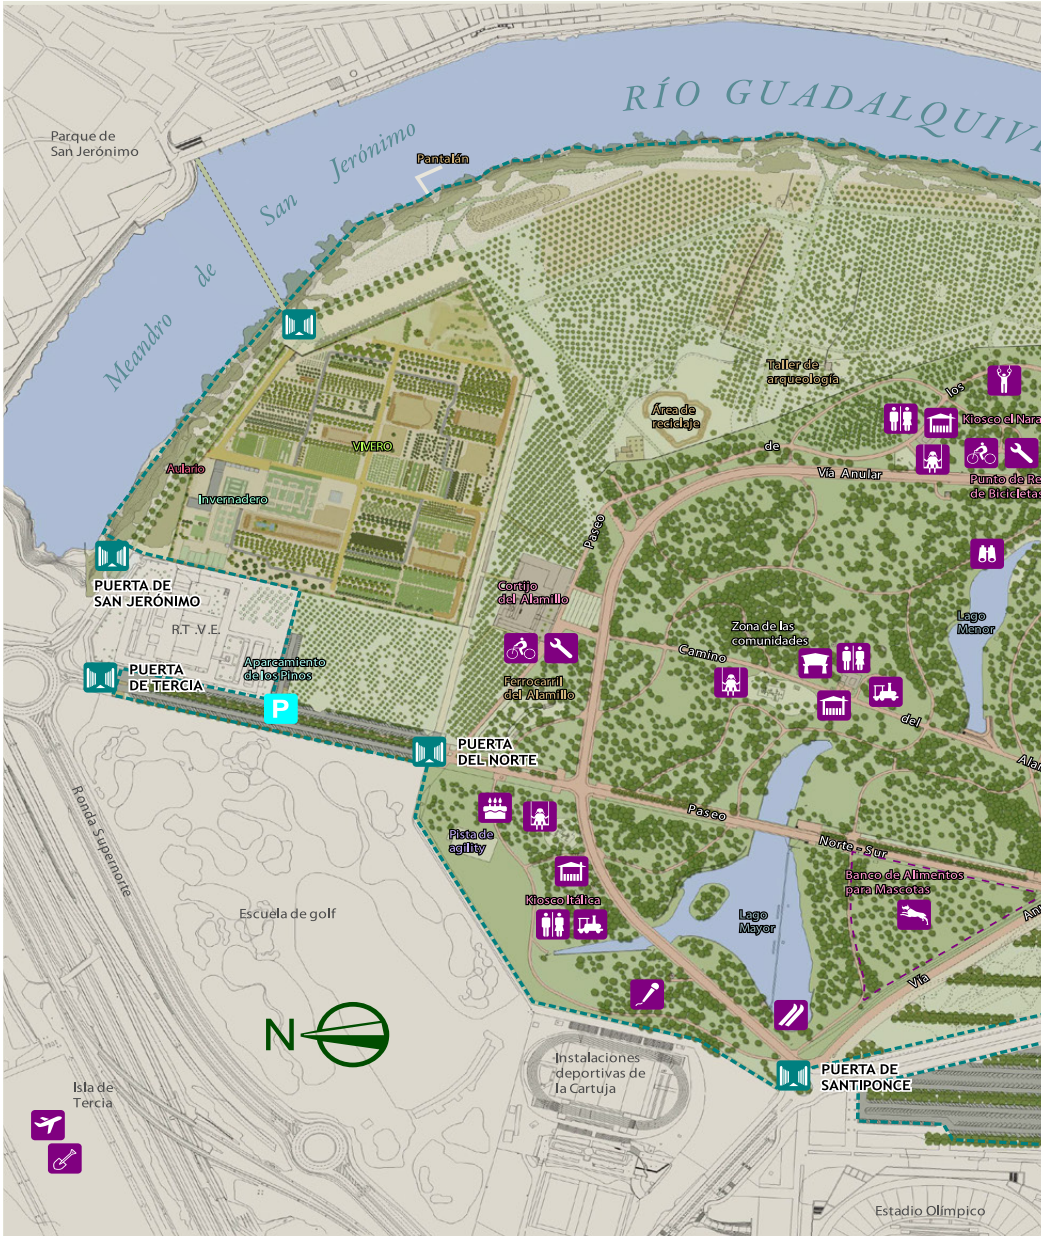 RÍO GUADALQUIV
Parque de
San Jerónimo
Meandro de San Jerónimo
Pantalán
Taller de
arqueología
Área de
reciclaje
los
de
Paseo
Kiosco el Nara
Vía Anular
Punto de Re
de Bicicletas
VIVERO
Aulario
Invernadero
PUERTA DE
SAN JERÓNIMO
R.T .V.E.
Cortijo
del Alamillo
Lago
Menor
Zona de las
comunidades
Camino
del
Alar
PUERTA
DE TERCIA
Aparcamiento
de los Pinos
P
Ferrocarril
del Alamillo
PUERTA
DEL NORTE
Ronda Supernorte
Paseo
Norte - Sur
Pista de
agility
Banco de Alimentos
para Mascotas
Kiosco Itálica
Escuela de golf
Lago
Mayor
Vía
Anu
N
Instalaciones
deportivas de
la Cartuja
PUERTA DE
SANTIPONCE
Isla de
Tercia
Estadio Olímpico